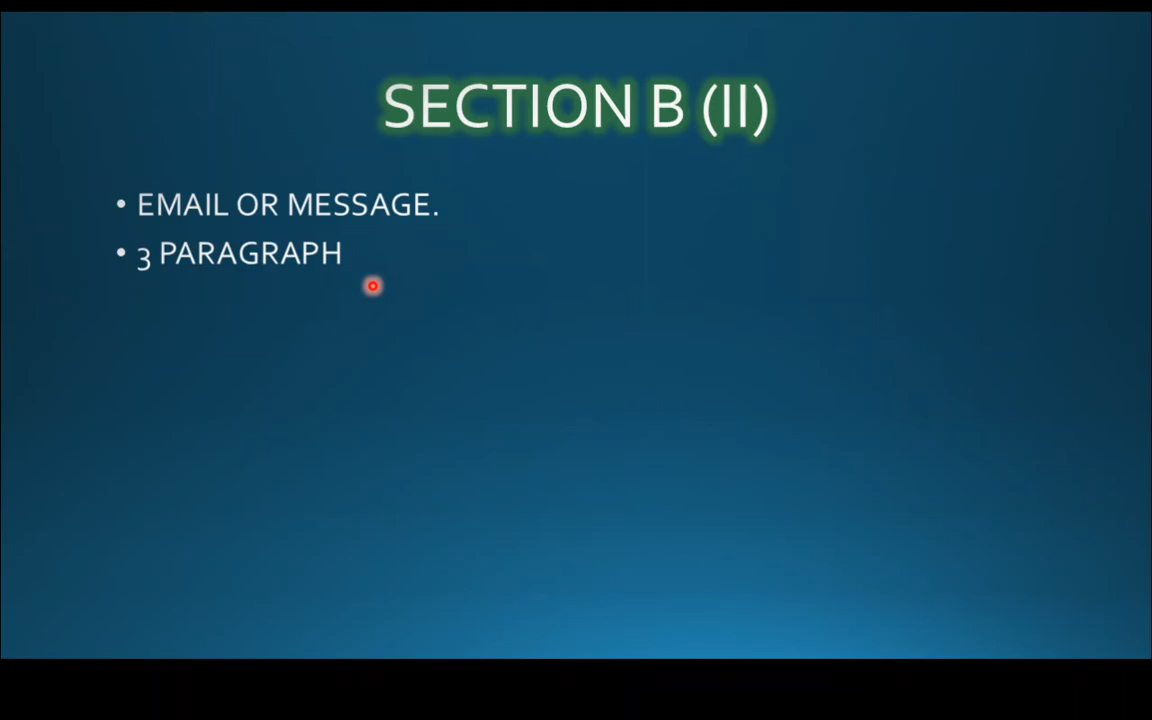 SECTION B (II)
• EMAIL OR MESSAGE.
• 3 PARAGRAPH